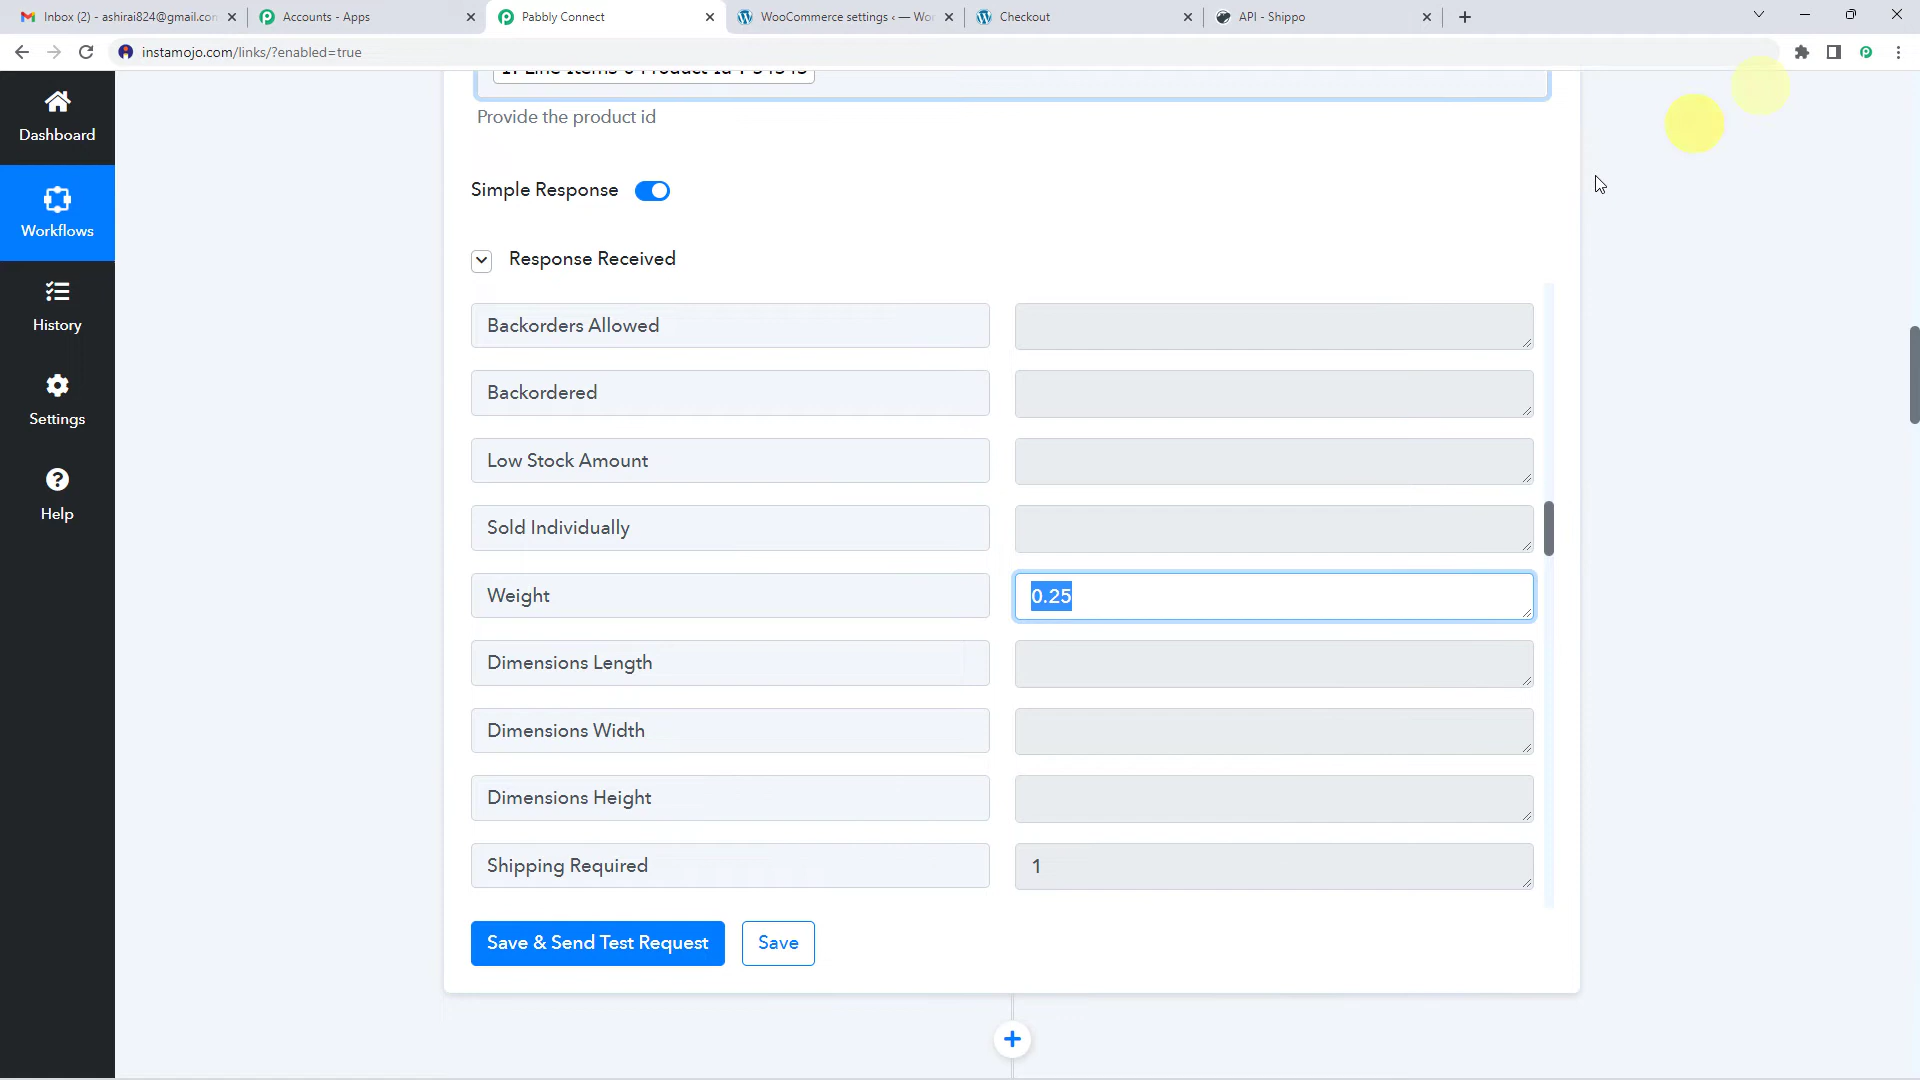 Inbox (2) - ashirai824@gmail.con
Accounts - Apps
Pabbly Connect
WooCommerce settings ‹ — Wo
Checkout
API - Shippo
instamojo.com/links/?enabled=true
Dashboard
Workflows
History
Settings
Help
Provide the product id
Simple Response
Response Received
Backorders Allowed
Backordered
Low Stock Amount
Sold Individually
Weight
0.25
Dimensions Length
Dimensions Width
Dimensions Height
Shipping Required
1
Save & Send Test Request
Save